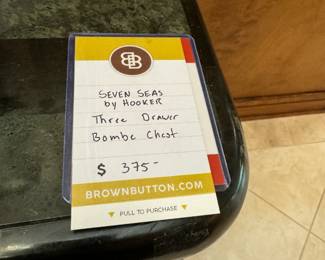 BB
SEVEN SEAS
by HOOKER
Three Drawer
Bombe Chest
$ 375-
BROWNBUTTON.COM
PULL TO PURCHASE